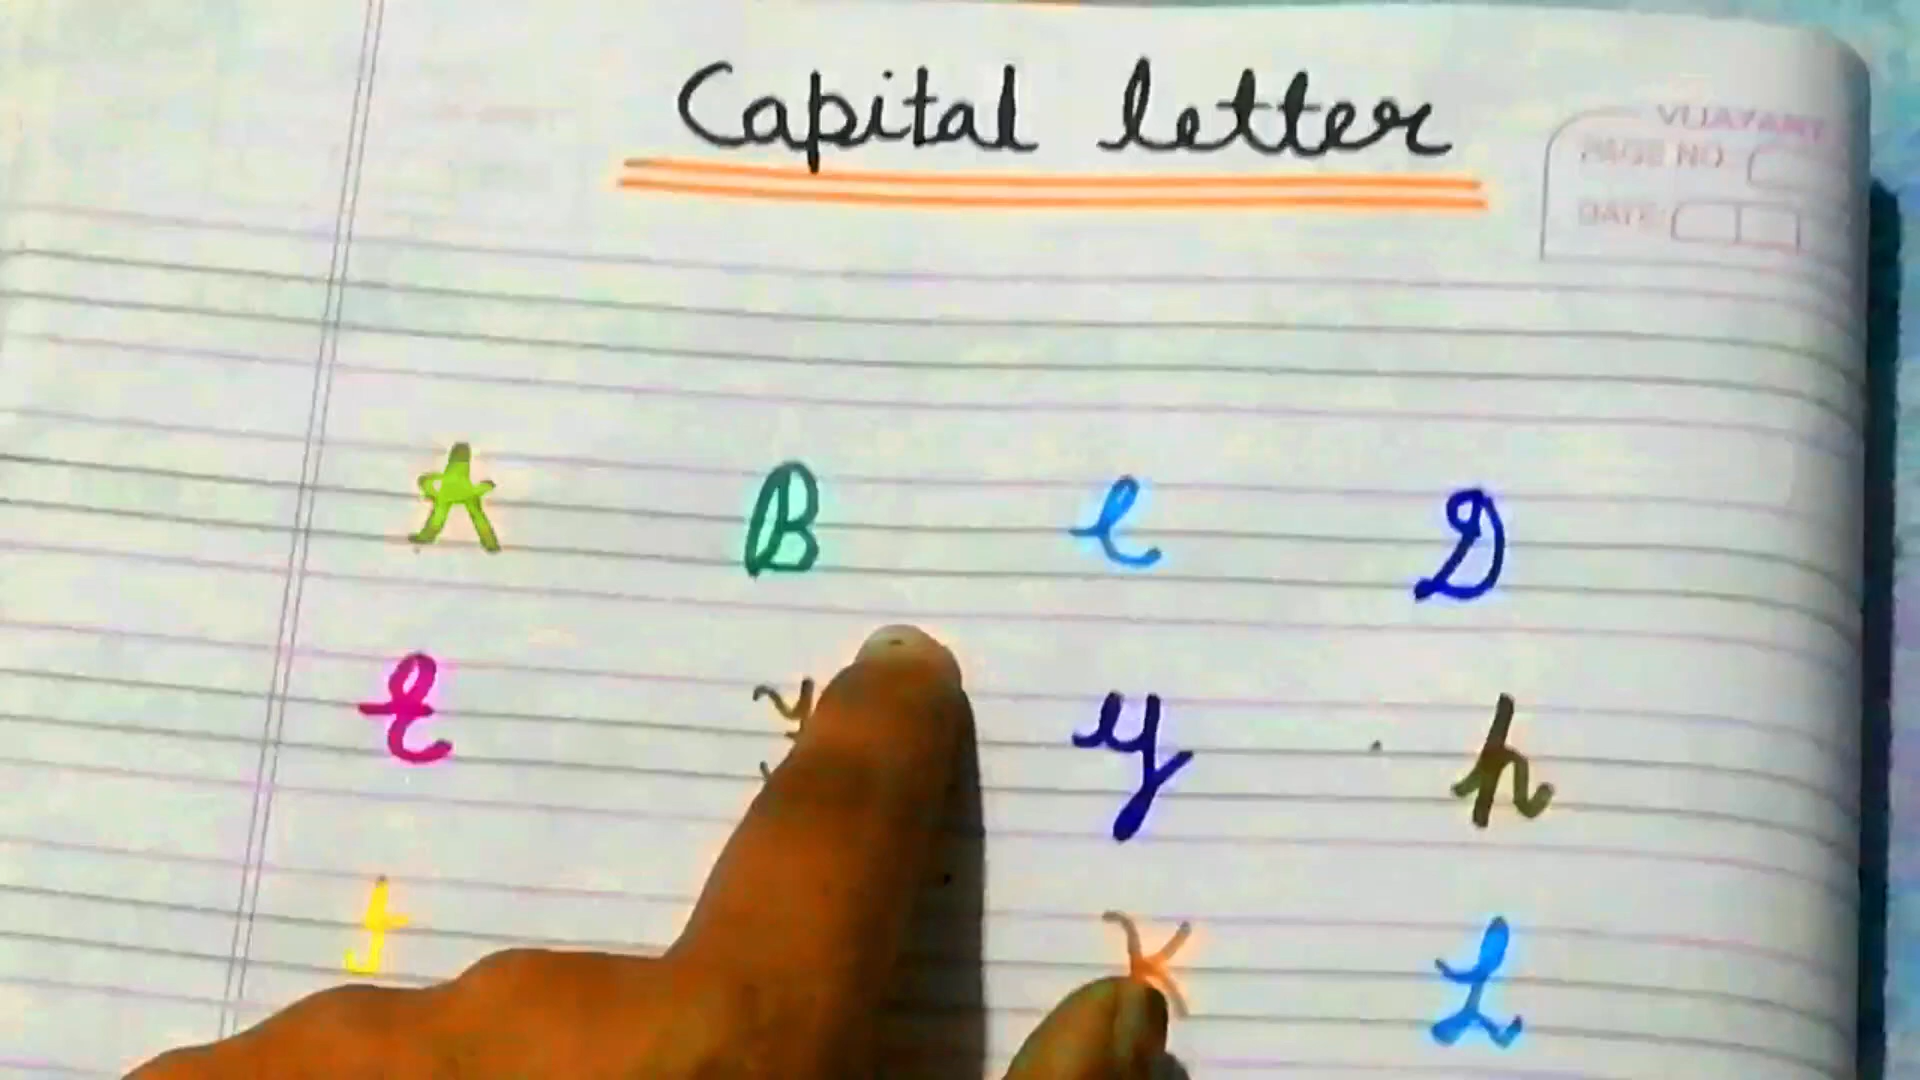 Capital letter
VIJAYANT
PAGE NO.
DATE:
A B C D
E G H
I K L